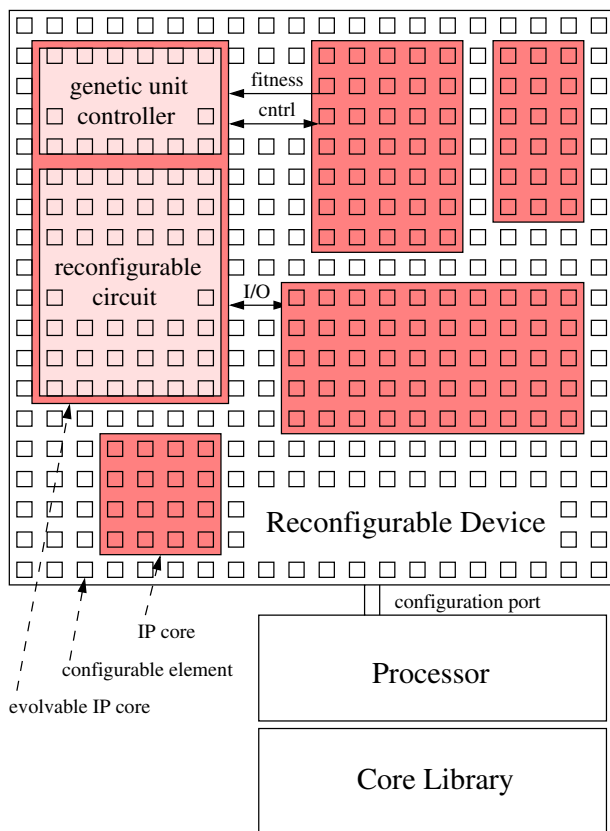 genetic unit
controller
fitness
cntrl
reconfigurable
circuit
I/O
Reconfigurable Device
configuration port
IP core
configurable element
evolvable IP core
Processor
Core Library